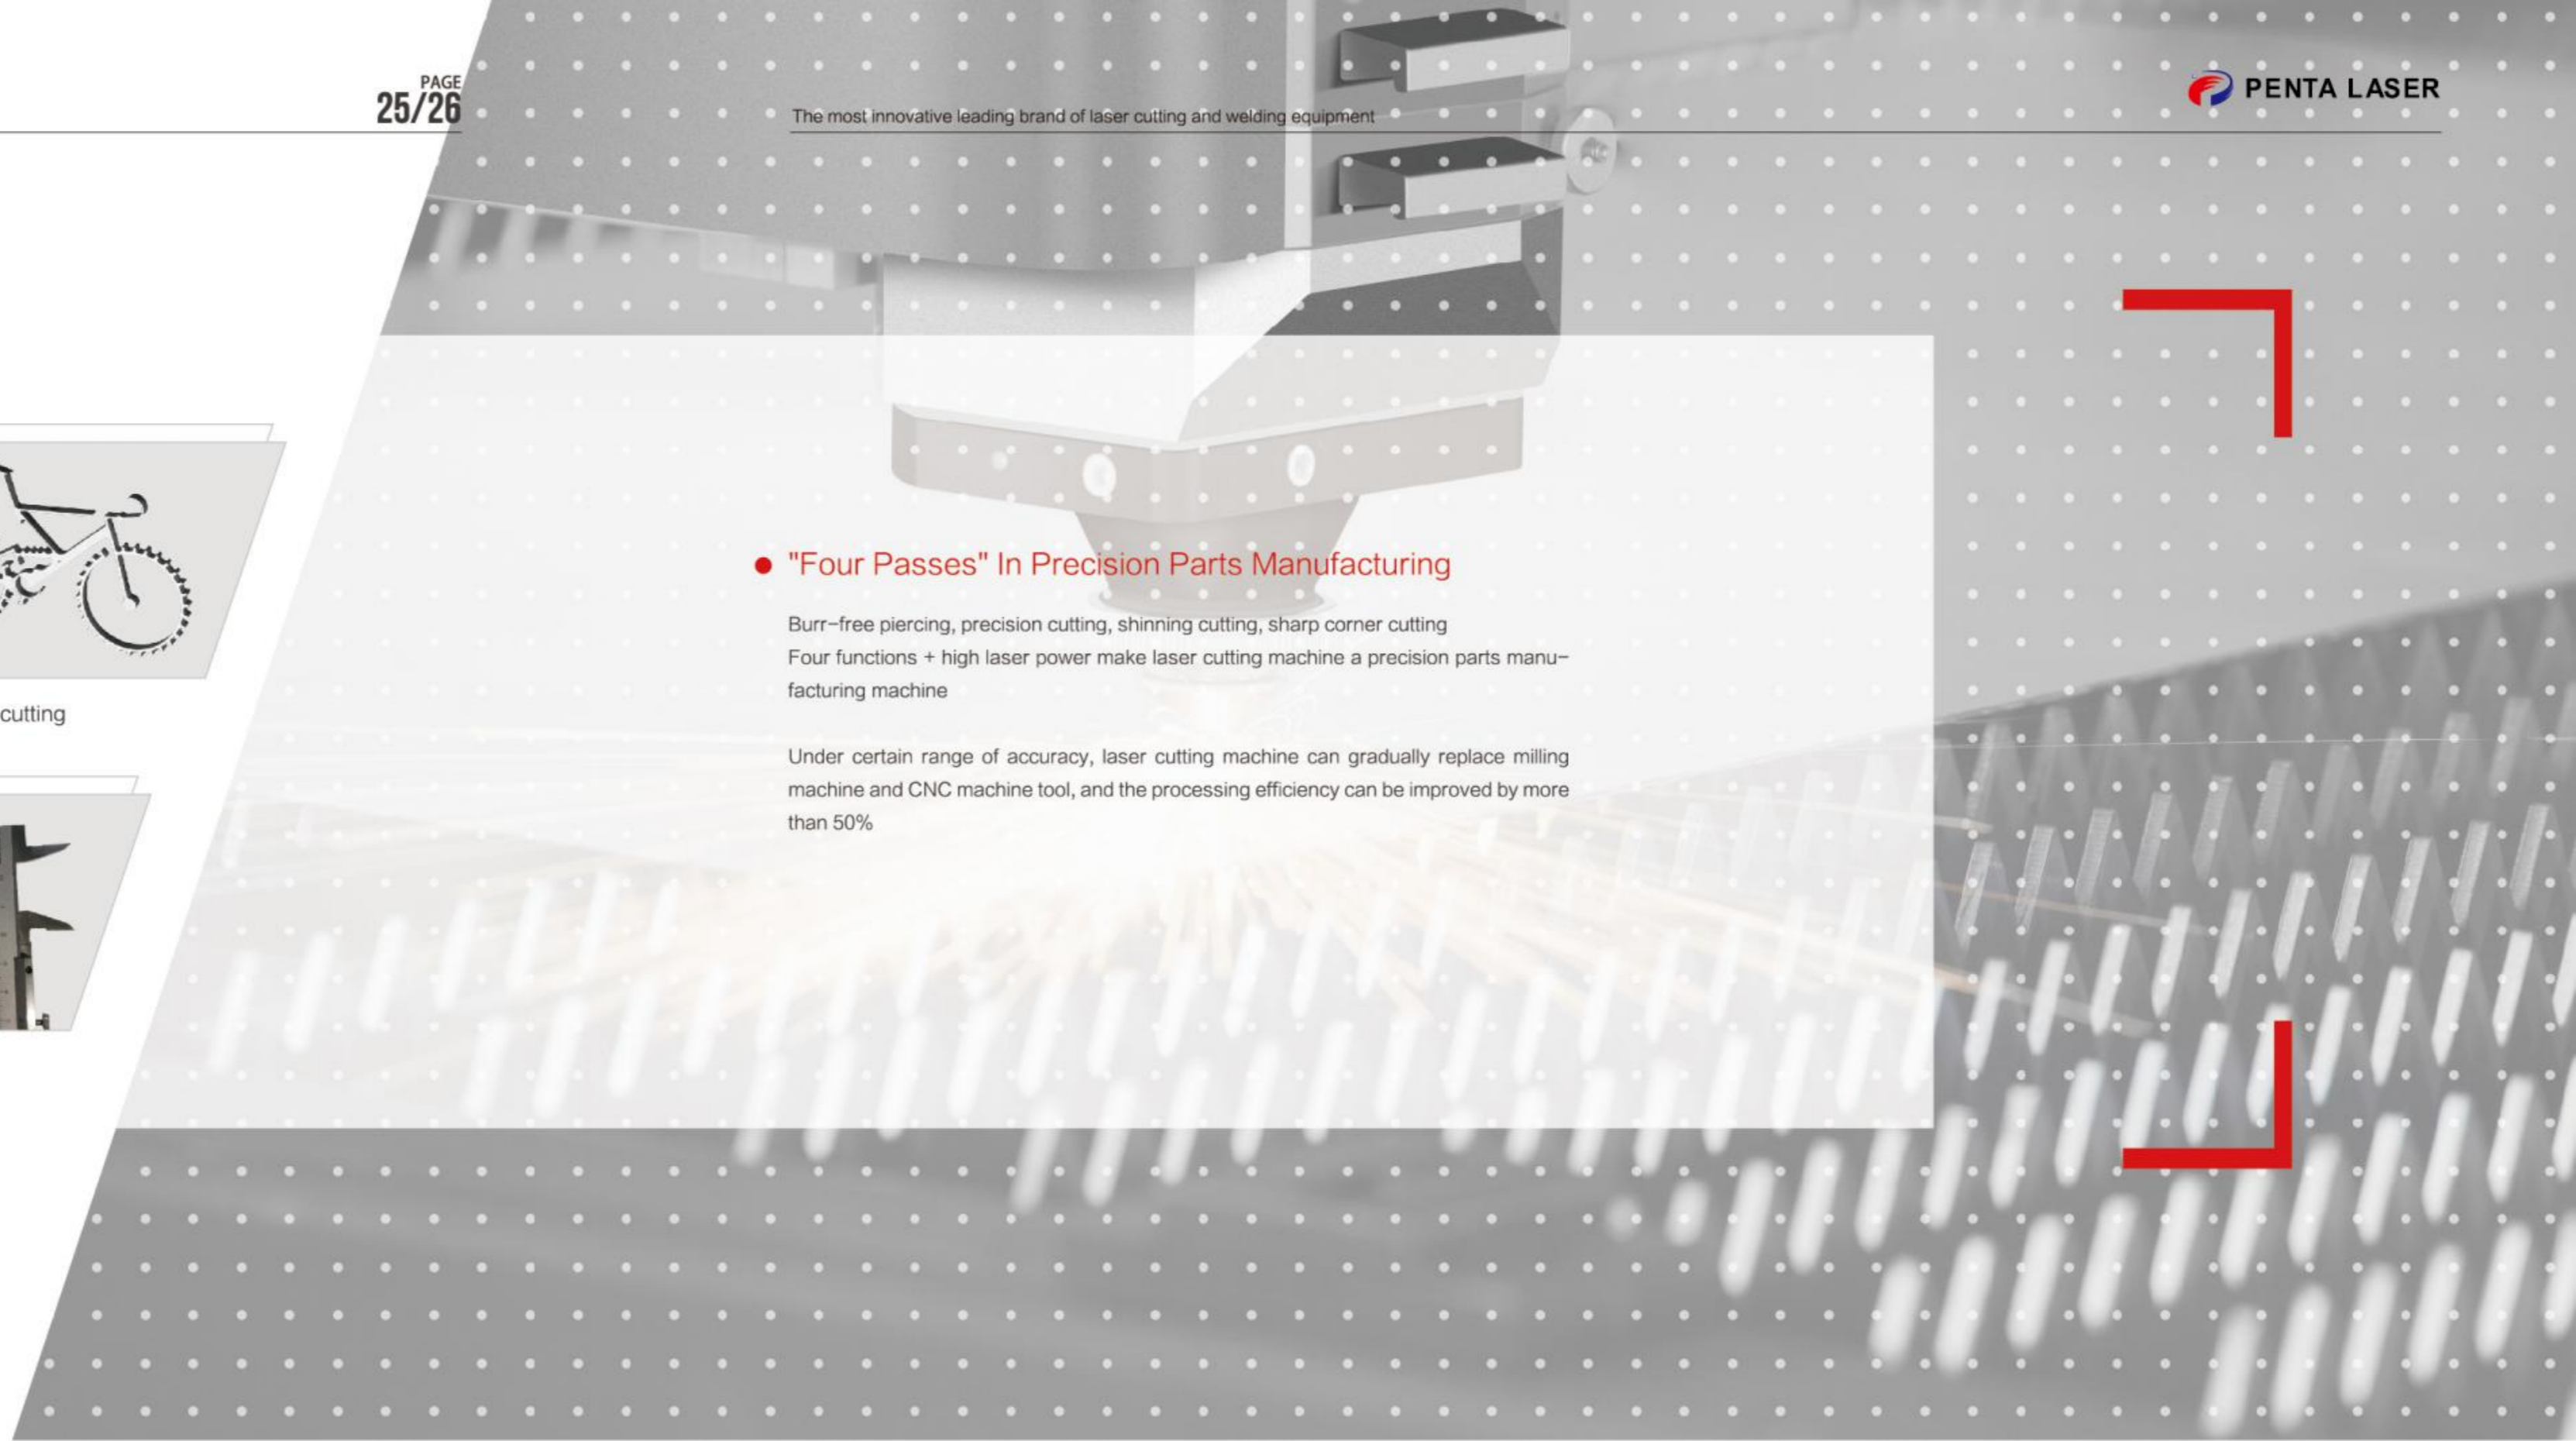 PAGE
25/26
The most innovative leading brand of laser cutting and welding equipment
PENTA LASER
cutting
"Four Passes" In Precision Parts Manufacturing
Burr-free piercing, precision cutting, shinning cutting, sharp corner cutting
Four functions + high laser power make laser cutting machine a precision parts manu-
facturing machine
Under certain range of accuracy, laser cutting machine can gradually replace milling
machine and CNC machine tool, and the processing efficiency can be improved by more
than 50%